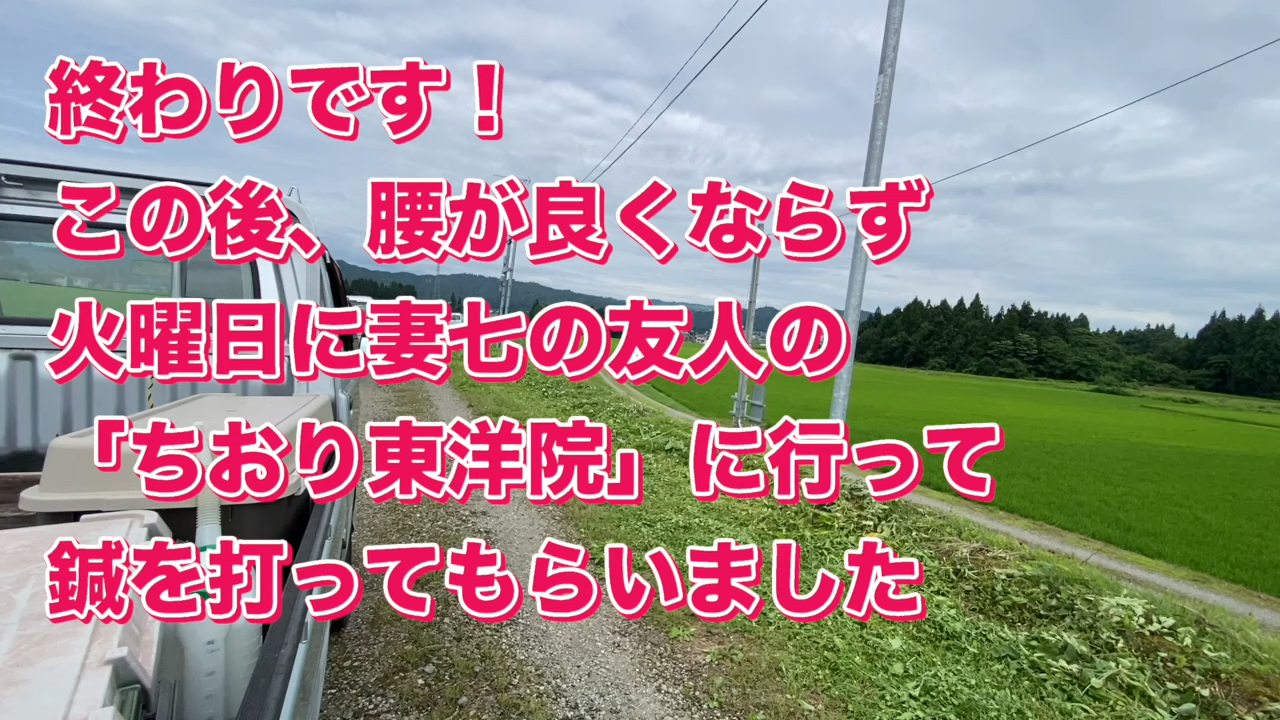 終わりです！
この後、腰が良くならず
火曜日に妻七の友人の
「ちおり東洋院」に行って
鍼を打ってもらいました